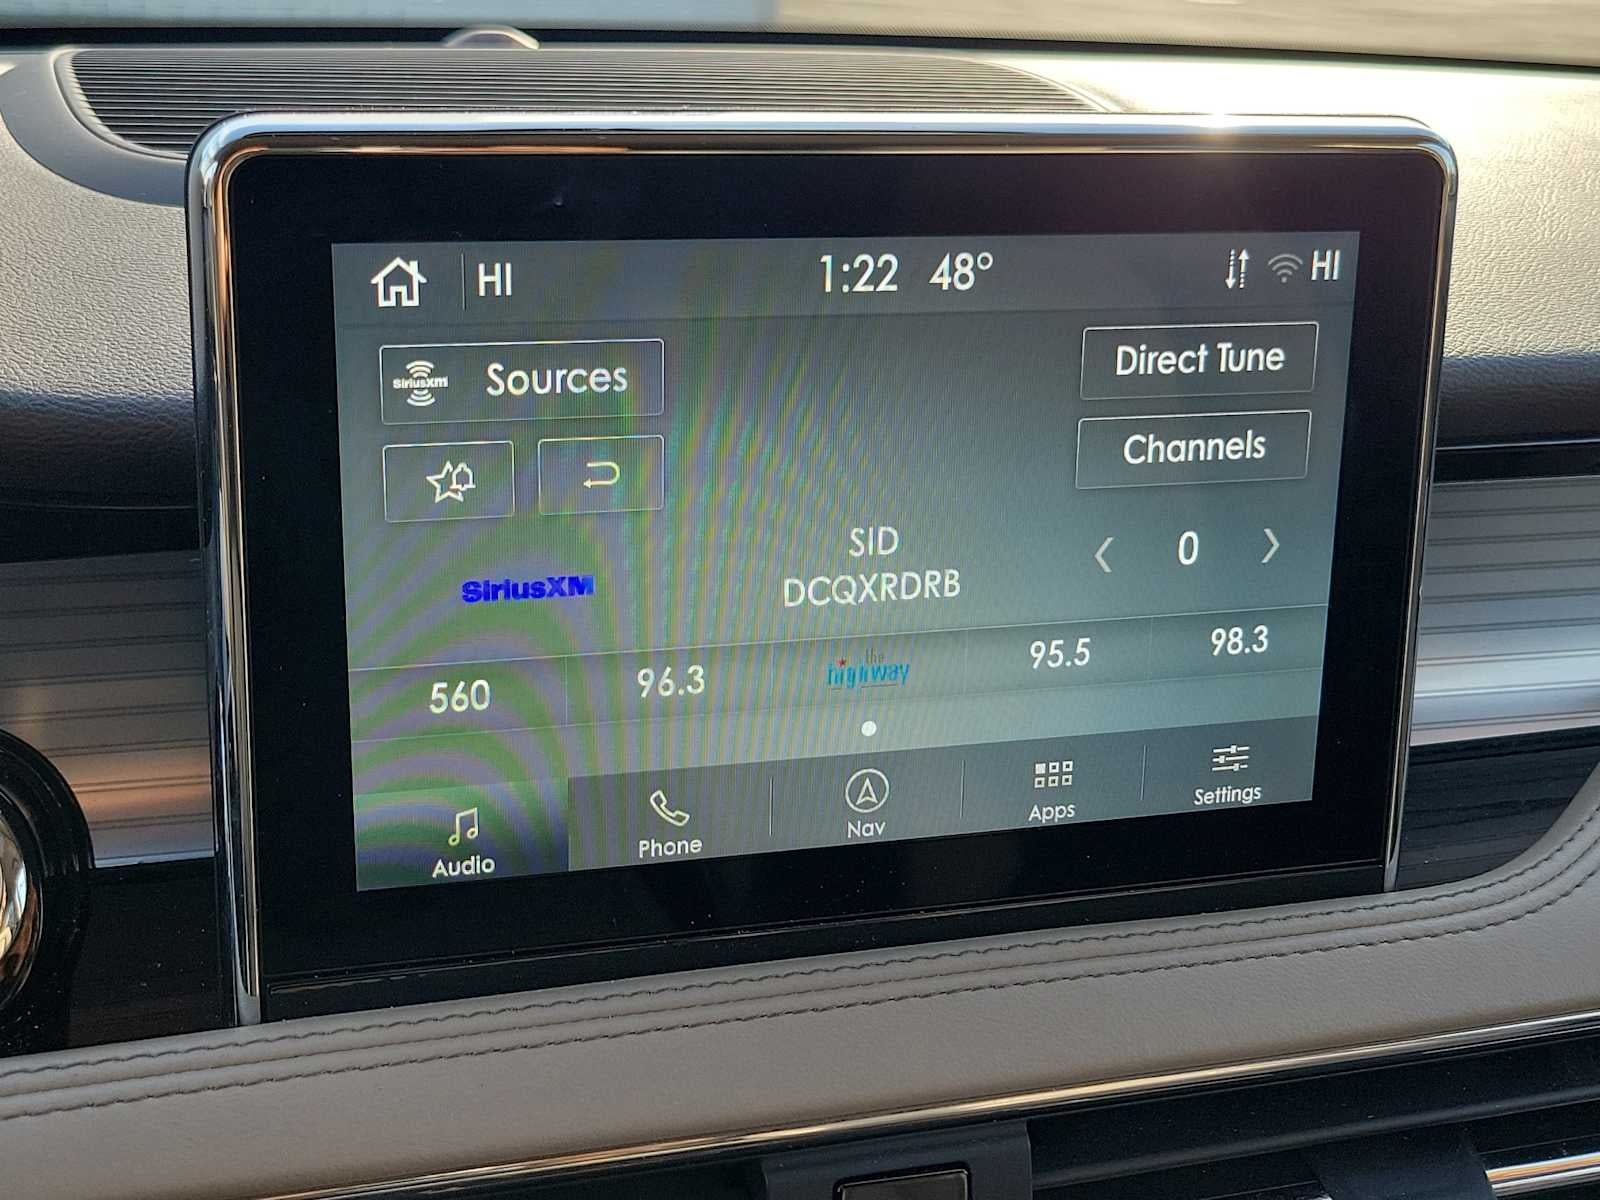 HI 1:22 48° HI
SiriusXM Sources
Direct Tune
Channels
SID
DCQXRDRB
< 0 >
SiriusXM
560 96.3 the highway 95.5 98.3
Audio Phone Nav Apps Settings